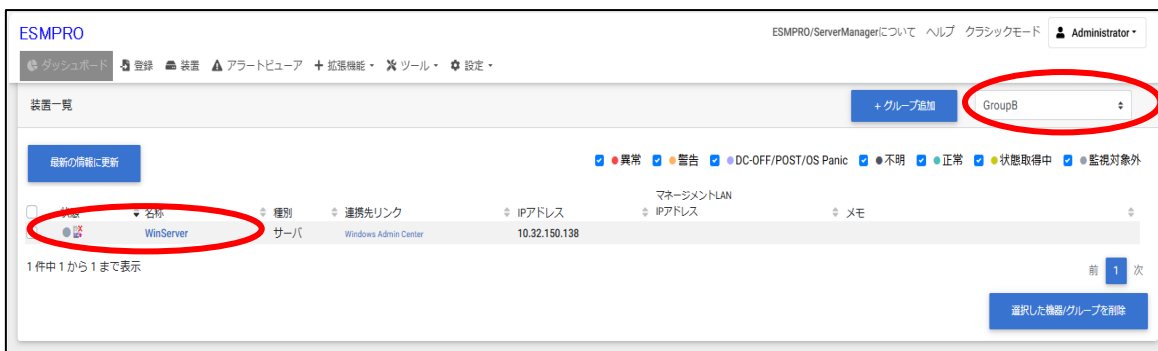 ESMPRO
ESMPRO/ServerManagerについて ヘルプ クラシックモード Administrator
ダッシュボード 登録 装置 アラートビューア 拡張機能 ツール 設定
装置一覧
+ グループ追加 GroupB
最新の情報に更新
異常 警告 DC-OFF/POST/OS Panic 不明 正常 状態取得中 監視対象外
状態 名称 種別 連携先リンク IPアドレス マネージメントLAN IPアドレス メモ
WinServer サーバ Windows Admin Center 10.32.150.138
1 件中 1 から 1 まで表示
前 1 次
選択した機器/グループを削除